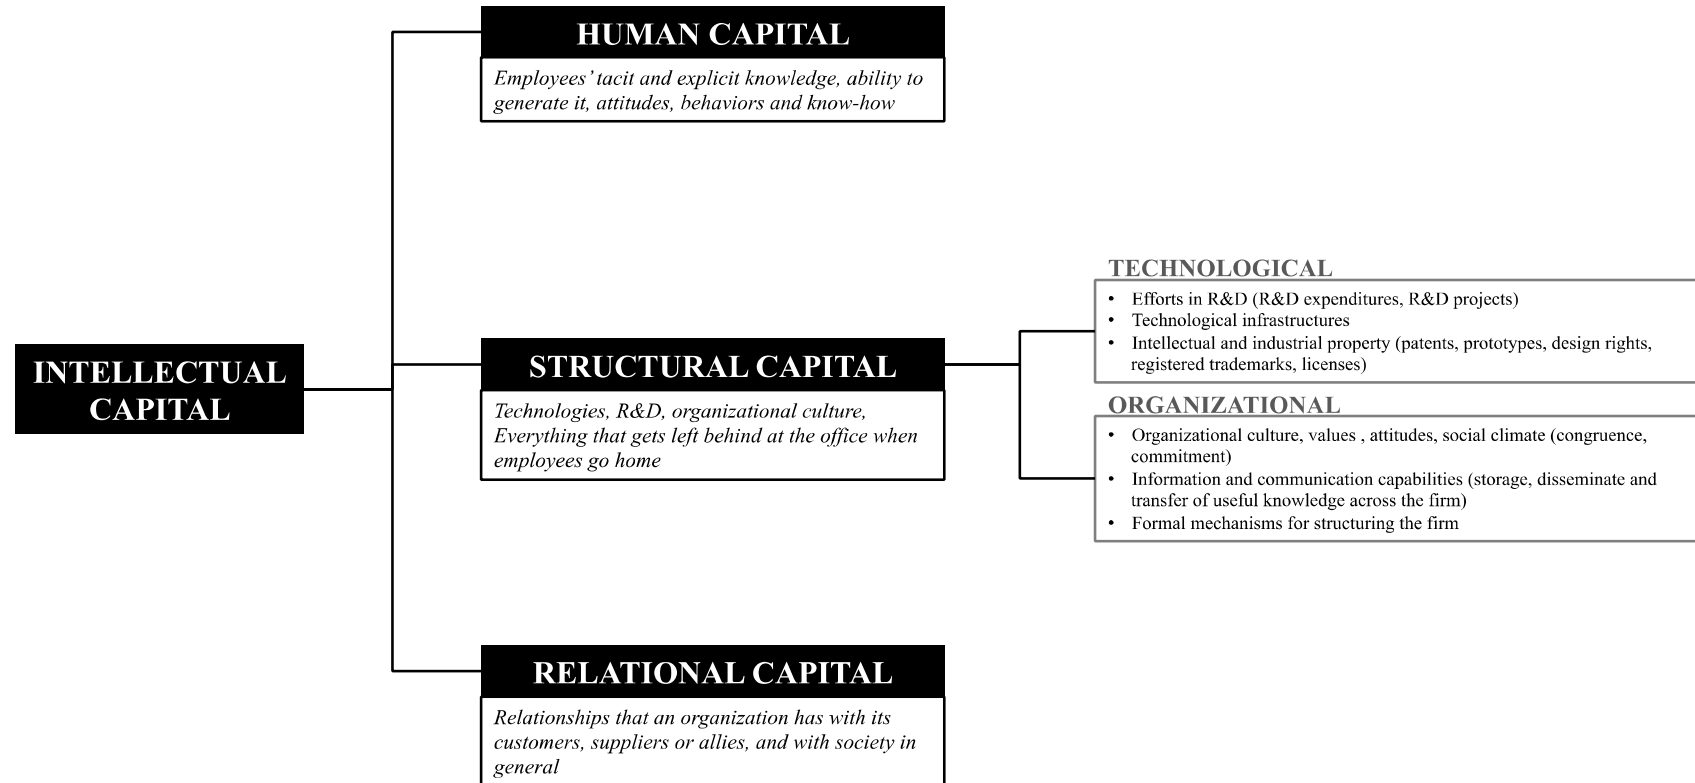 HUMAN CAPITAL
Employees’ tacit and explicit knowledge, ability to
generate it, attitudes, behaviors and know-how
INTELLECTUAL
CAPITAL
STRUCTURAL CAPITAL
Technologies, R&D, organizational culture,
Everything that gets left behind at the office when
employees go home
TECHNOLOGICAL
• Efforts in R&D (R&D expenditures, R&D projects)
• Technological infrastructures
• Intellectual and industrial property (patents, prototypes, design rights,
registered trademarks, licenses)
ORGANIZATIONAL
• Organizational culture, values , attitudes, social climate (congruence,
commitment)
• Information and communication capabilities (storage, disseminate and
transfer of useful knowledge across the firm)
• Formal mechanisms for structuring the firm
RELATIONAL CAPITAL
Relationships that an organization has with its
customers, suppliers or allies, and with society in
general